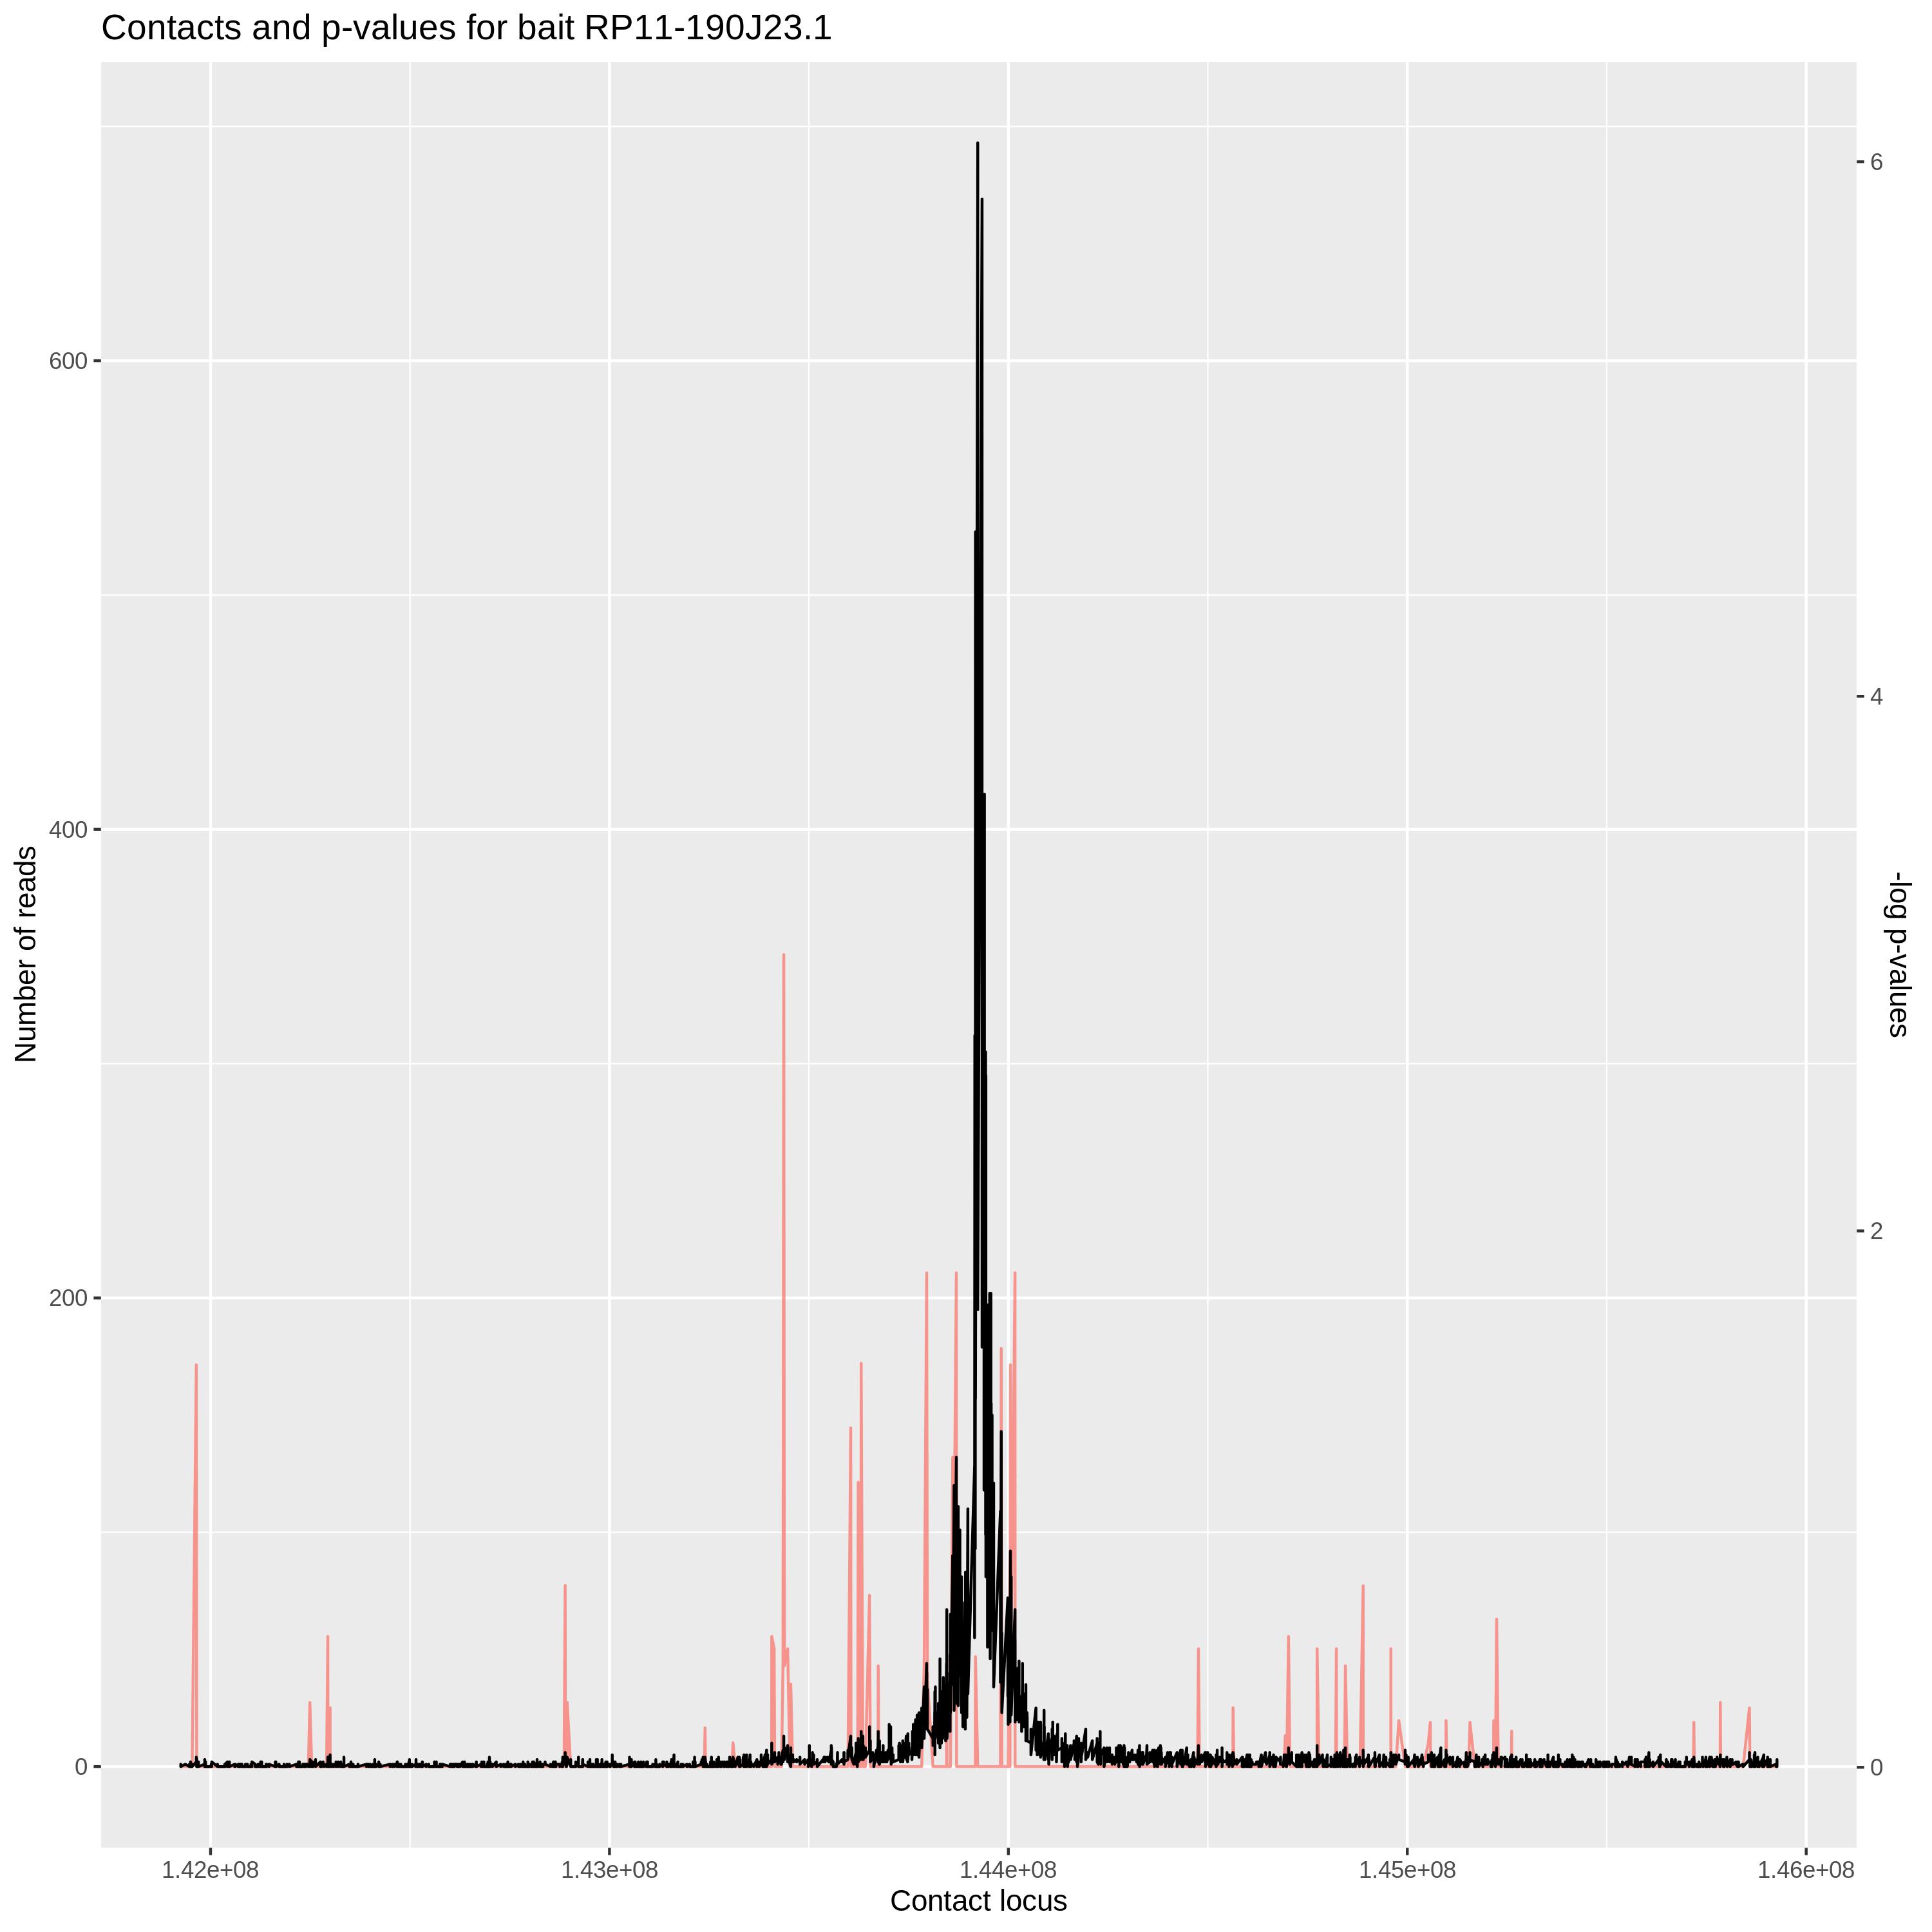 Contacts and p-values for bait RP11-190J23.1
Number of reads
600
400
200
0
6
4
2
0
-log p-values
1.42e+08
1.43e+08
1.44e+08
1.45e+08
1.46e+08
Contact locus